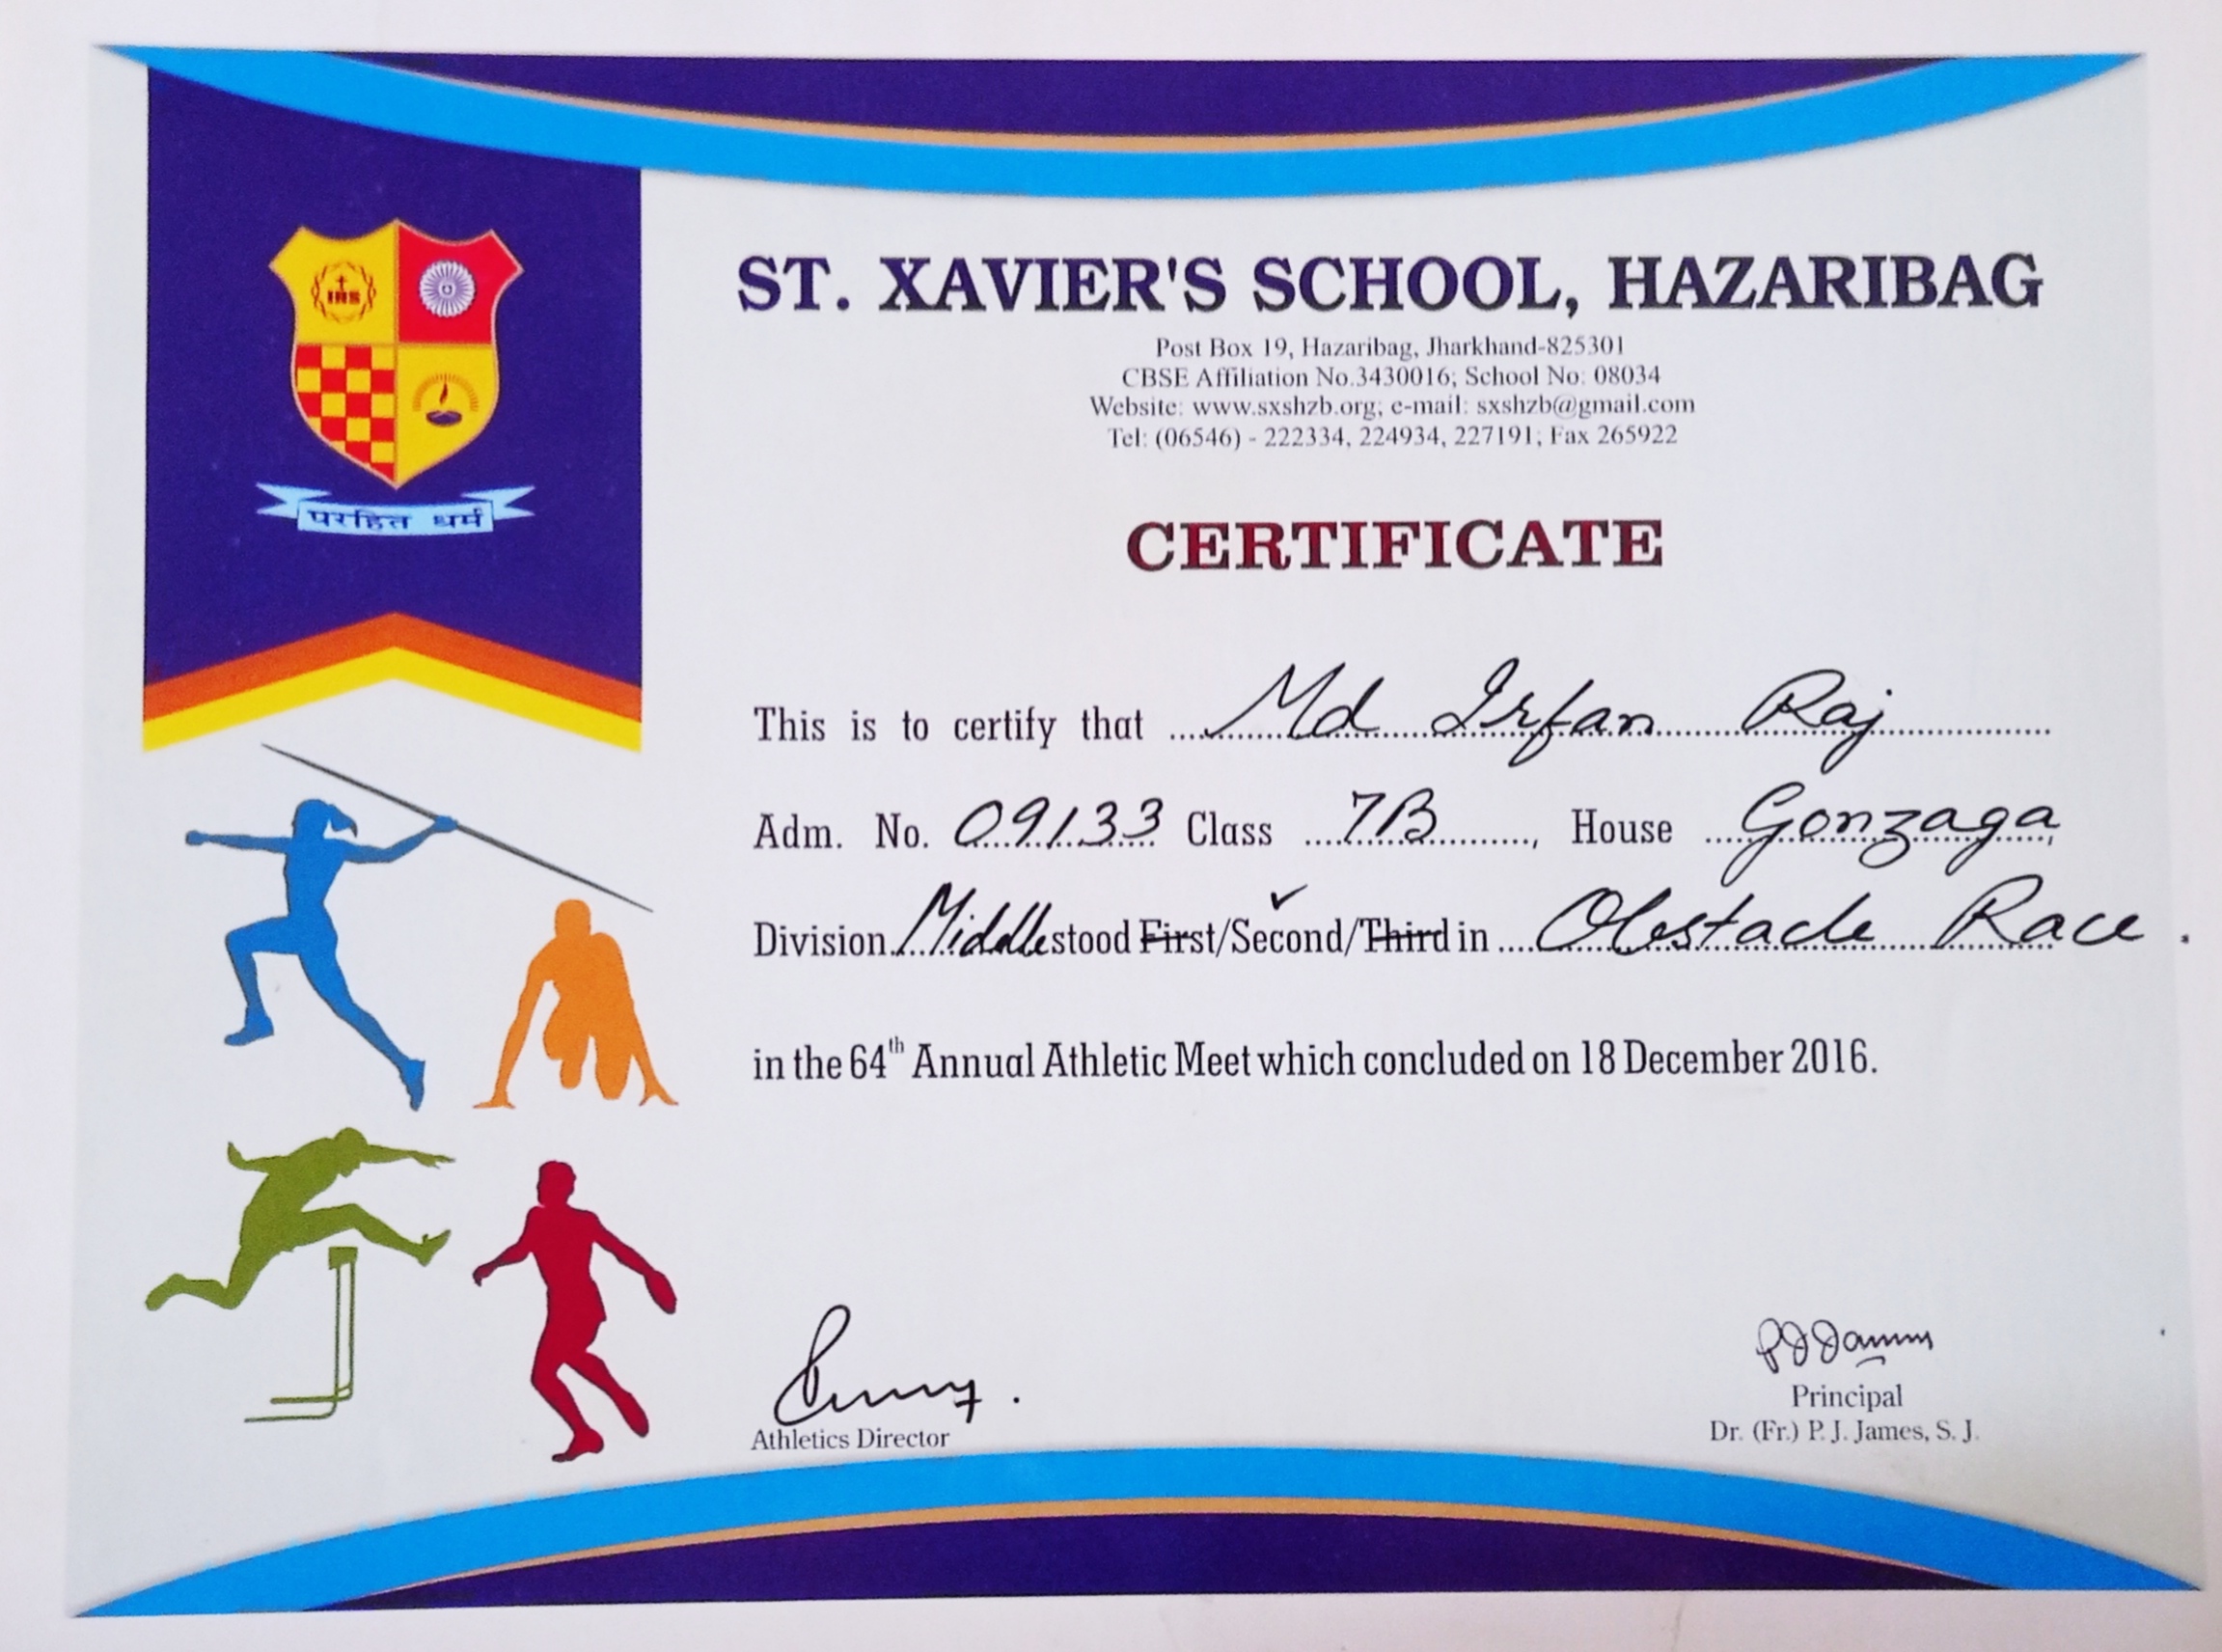 IHS
परहित धर्म
ST. XAVIER'S SCHOOL, HAZARIBAG
Post Box 19, Hazaribag, Jharkhand-825301
CBSE Affiliation No.3430016; School No: 08034
Website: www.sxshzb.org; e-mail: sxshzb@gmail.com
Tel: (06546) - 222334, 224934, 227191; Fax 265922
CERTIFICATE
This is to certify that Md Irfan Raj
Adm. No. 09133 Class 7B, House Gonzaga,
Division Middle stood First/Second/Third in Obstacle Race.
in the 64th Annual Athletic Meet which concluded on 18 December 2016.
Athletics Director
PJJames
Principal
Dr. (Fr.) P. J. James, S. J.